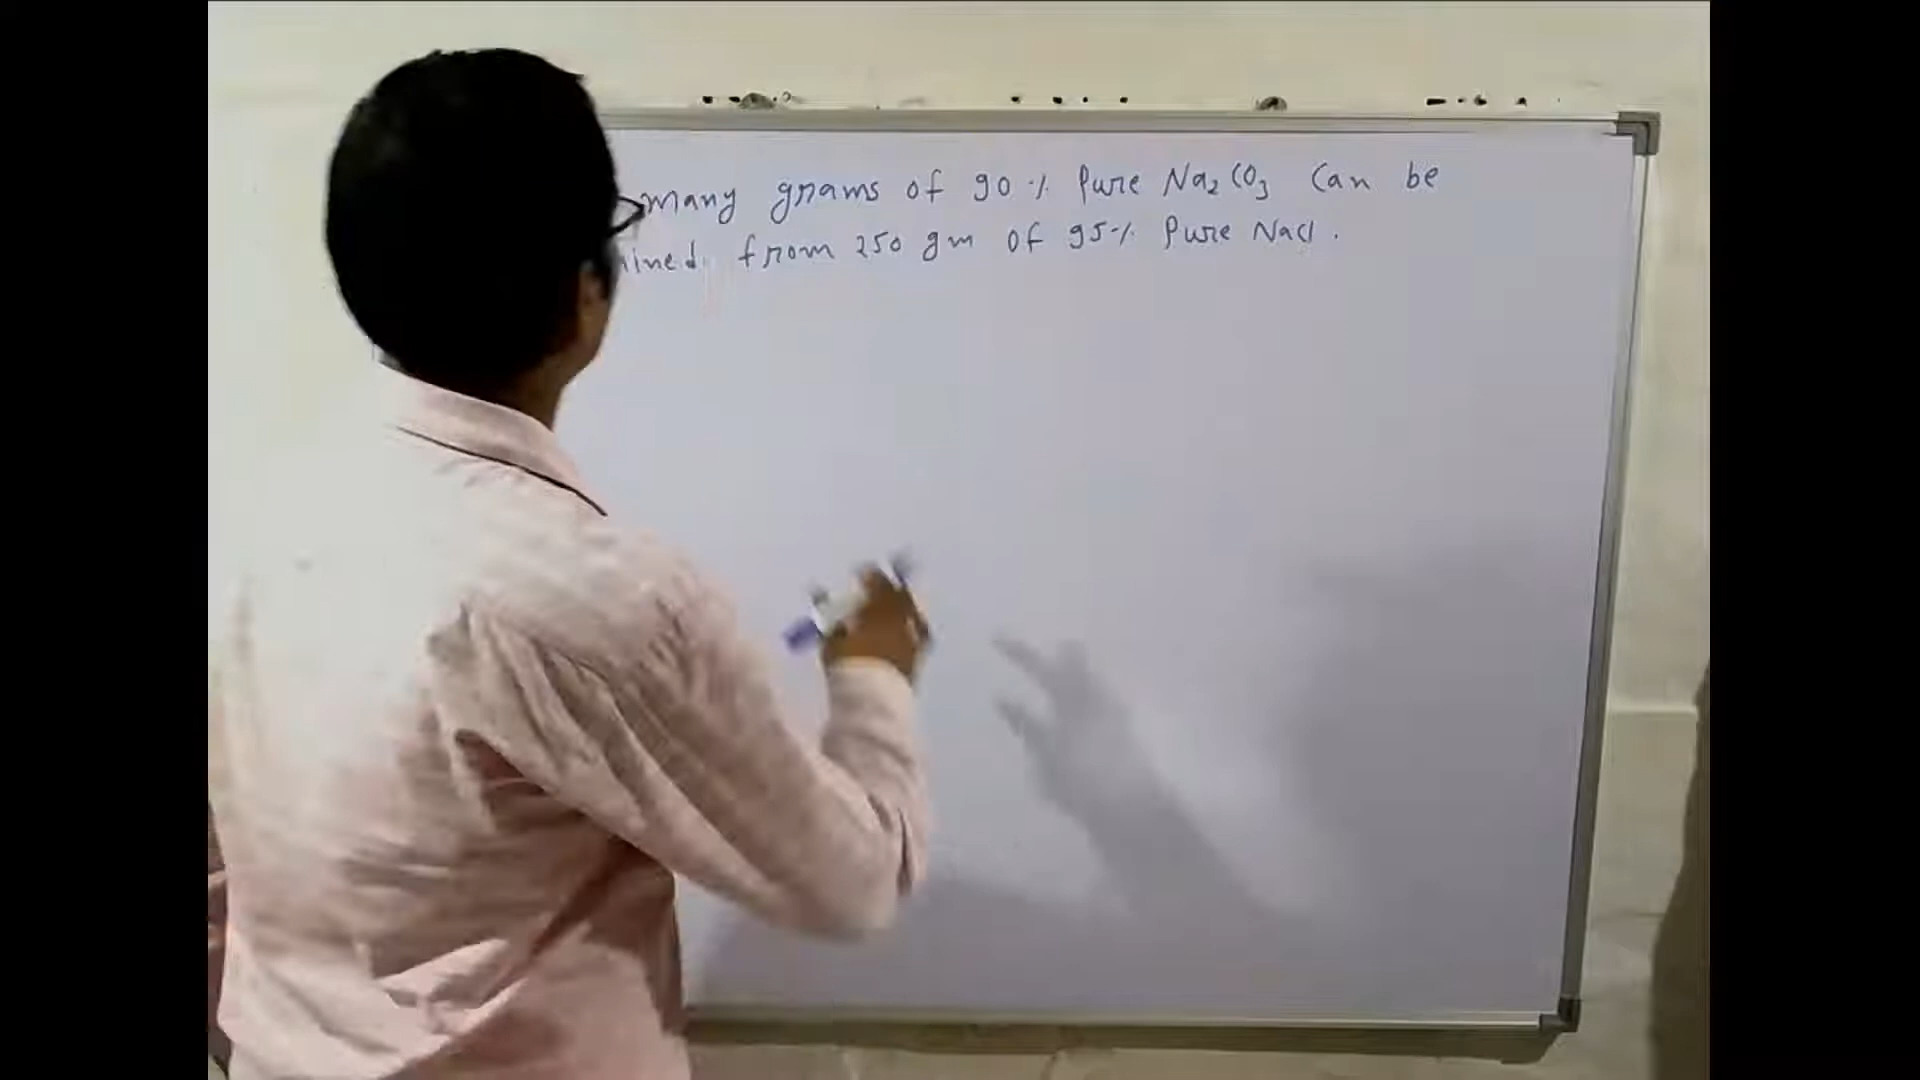 many grams of 90% Pure Na₂CO₃ Can be
from 250 gm of 95% Pure NaCl.